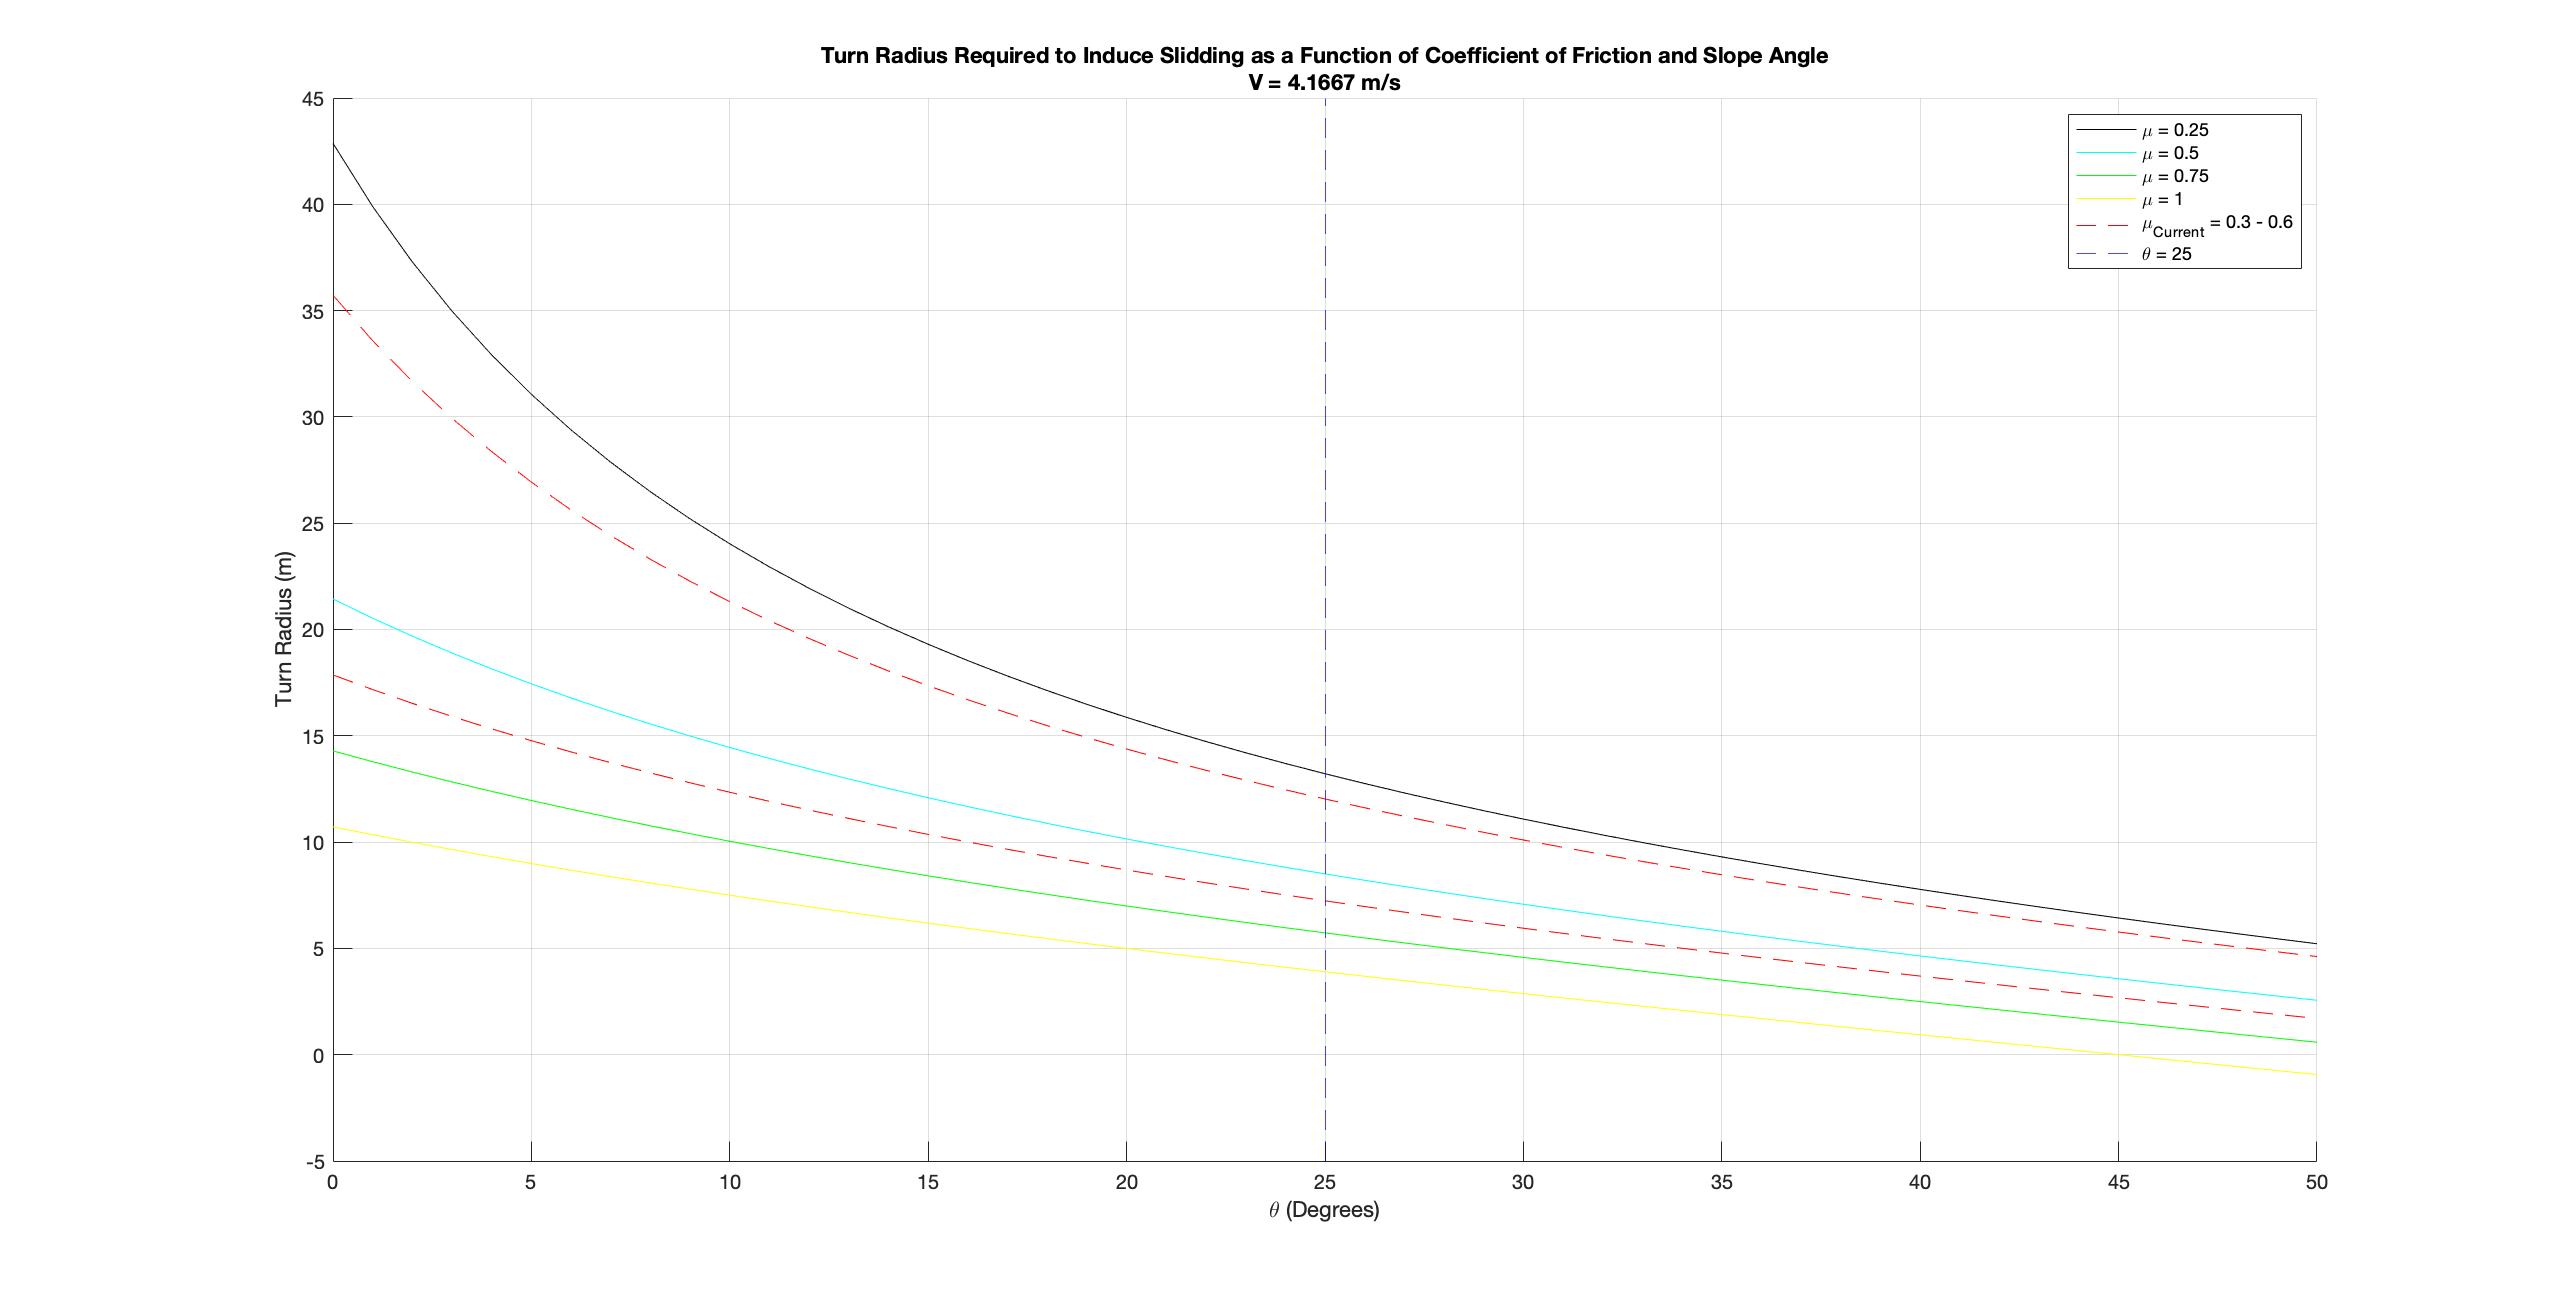 Turn Radius Required to Induce Slidding as a Function of Coefficient of Friction and Slope Angle
V = 4.1667 m/s
μ = 0.25
μ = 0.5
μ = 0.75
μ = 1
μCurrent = 0.3 - 0.6
θ = 25
Turn Radius (m)
45
40
35
30
25
20
15
10
5
0
-5
0 5 10 15 20 25 30 35 40 45 50
θ (Degrees)